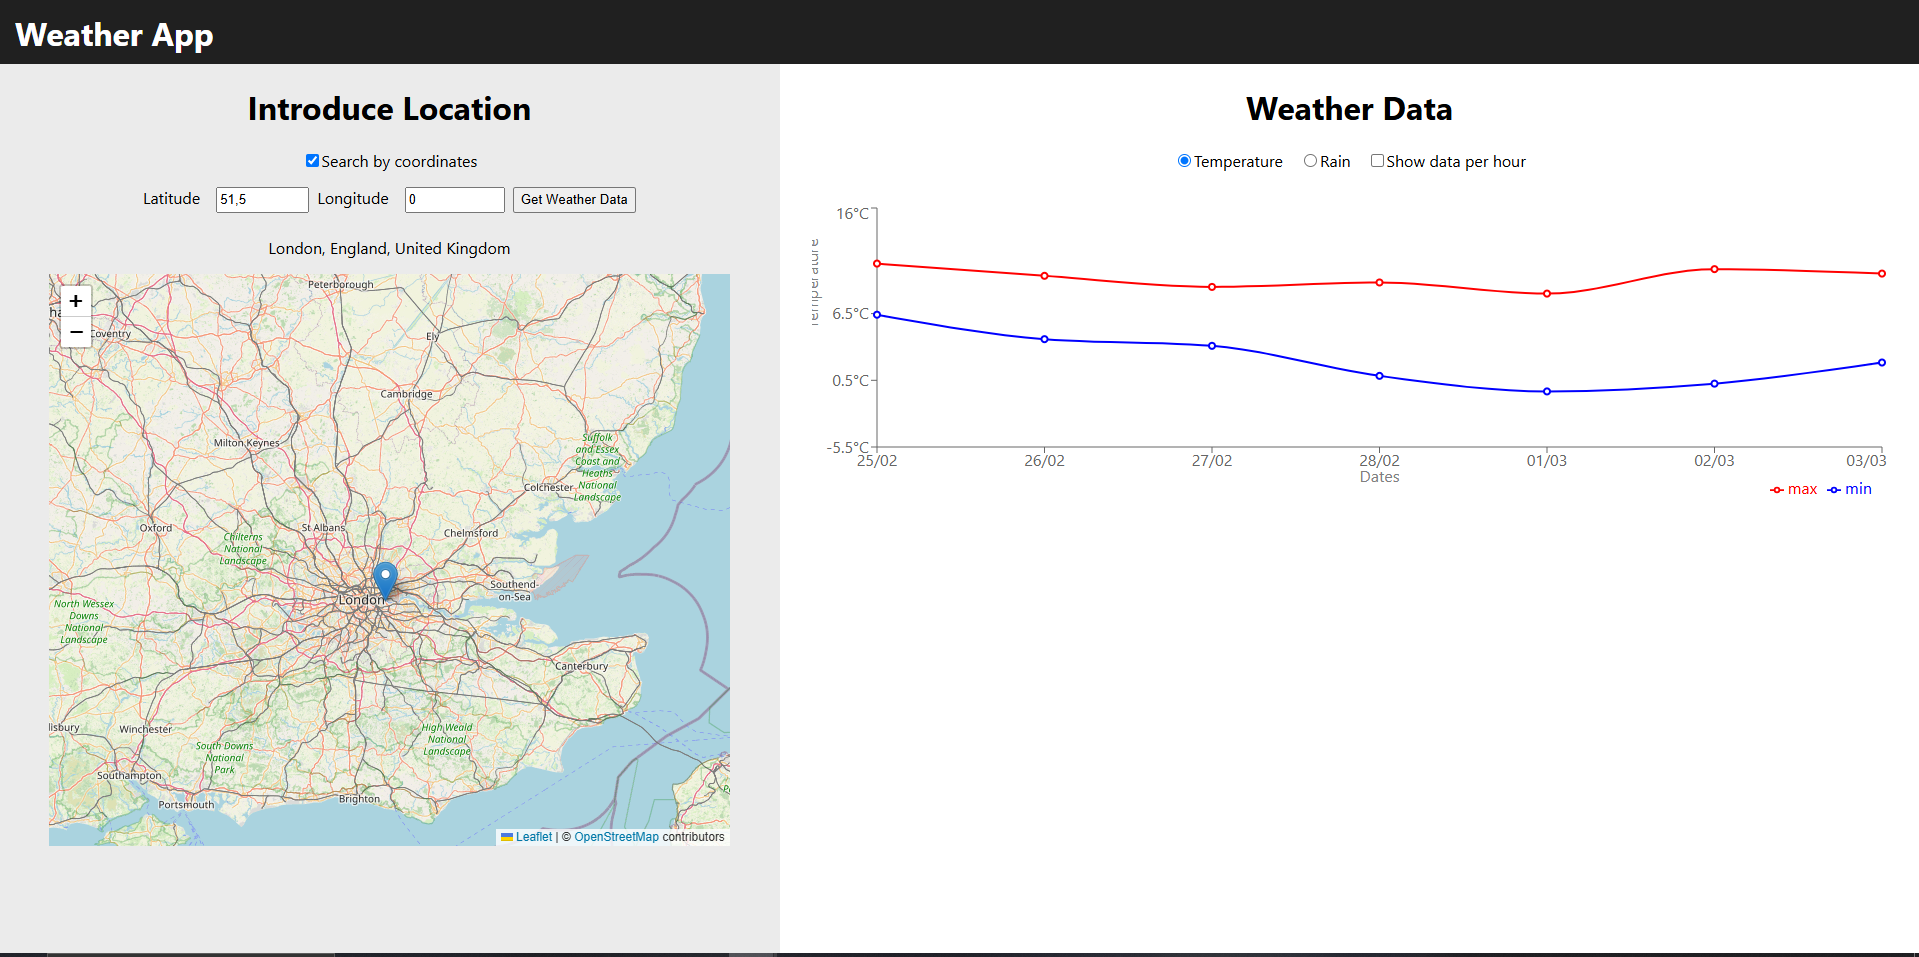 Weather App
Introduce Location
Search by coordinates
Latitude 51,5 Longitude 0 Get Weather Data
London, England, United Kingdom
+
−
Peterborough
Coventry
Ely
Cambridge
Milton Keynes
Suffolk
and Essex
Coast and
Heaths
National
Landscape
Colchester
Oxford
St Albans
Chelmsford
Chilterns
National
Landscape
Southend-
on-Sea
London
North Wessex
Downs
National
Landscape
Canterbury
lisbury
Winchester
High Weald
National
Landscape
South Downs
National
Park
Southampton
Portsmouth
Brighton
Leaflet | © OpenStreetMap contributors
Weather Data
Temperature Rain Show data per hour
16°C
Temperature
6.5°C
0.5°C
-5.5°C
25/02 26/02 27/02 28/02 01/03 02/03 03/03
Dates
max min